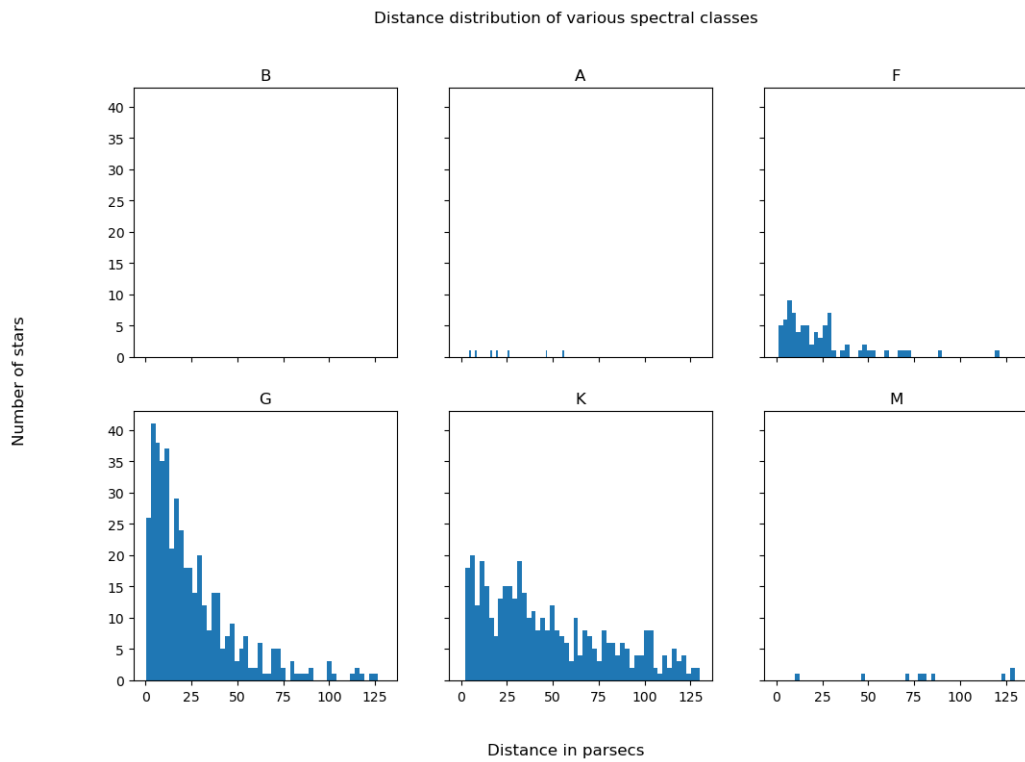 Distance distribution of various spectral classes
B
A
F
40
35
30
25
20
15
10
5
0
Number of stars
G
K
M
40
35
30
25
20
15
10
5
0
0 25 50 75 100 125
0 25 50 75 100 125
0 25 50 75 100 125
Distance in parsecs